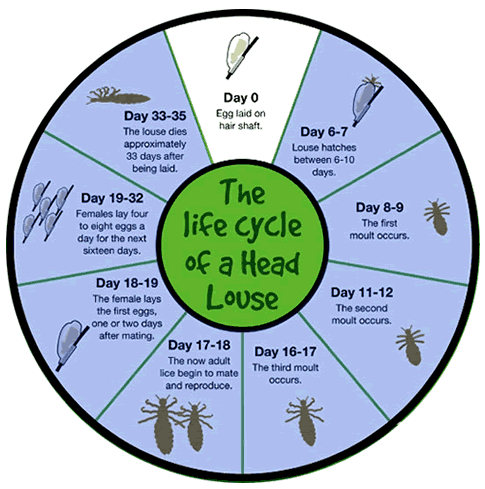 Day 0
Egg laid on
hair shaft.
Day 6-7
Louse hatches
between 6-10
days.
Day 8-9
The first
moult occurs.
Day 11-12
The second
moult occurs.
Day 16-17
The third moult
occurs.
Day 17-18
The now adult
lice begin to mate
and reproduce.
Day 18-19
The female lays
the first eggs,
one or two days
after mating.
Day 19-32
Females lay four
to eight eggs a
day for the next
sixteen days.
Day 33-35
The louse dies
approximately
33 days after
being laid.
The
life cycle
of a Head
Louse